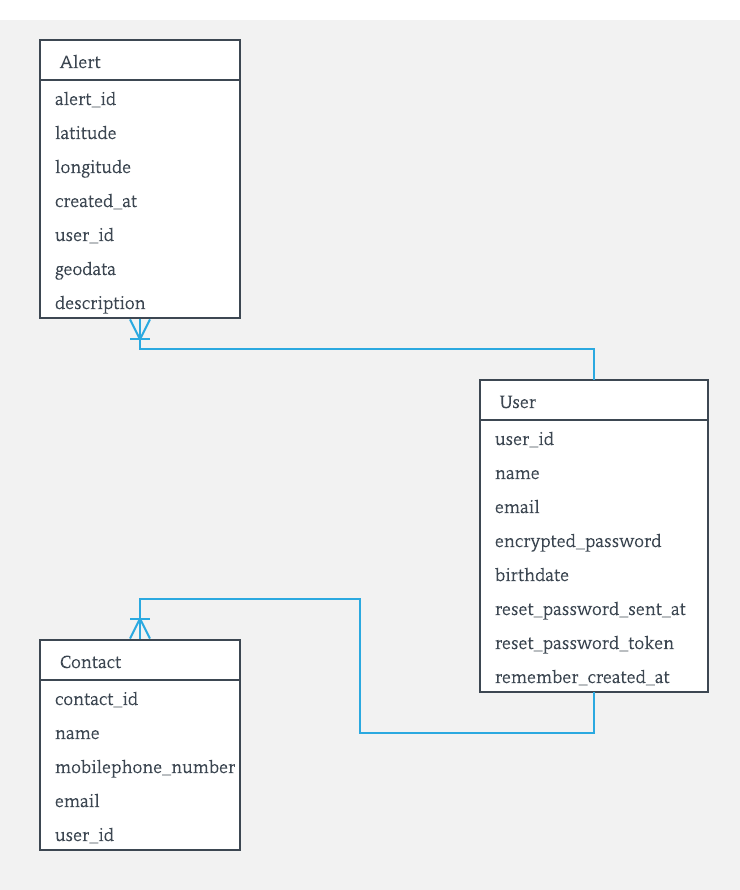 Alert
alert_id
latitude
longitude
created_at
user_id
geodata
description
User
user_id
name
email
encrypted_password
birthdate
reset_password_sent_at
reset_password_token
remember_created_at
Contact
contact_id
name
mobilephone_number
email
user_id